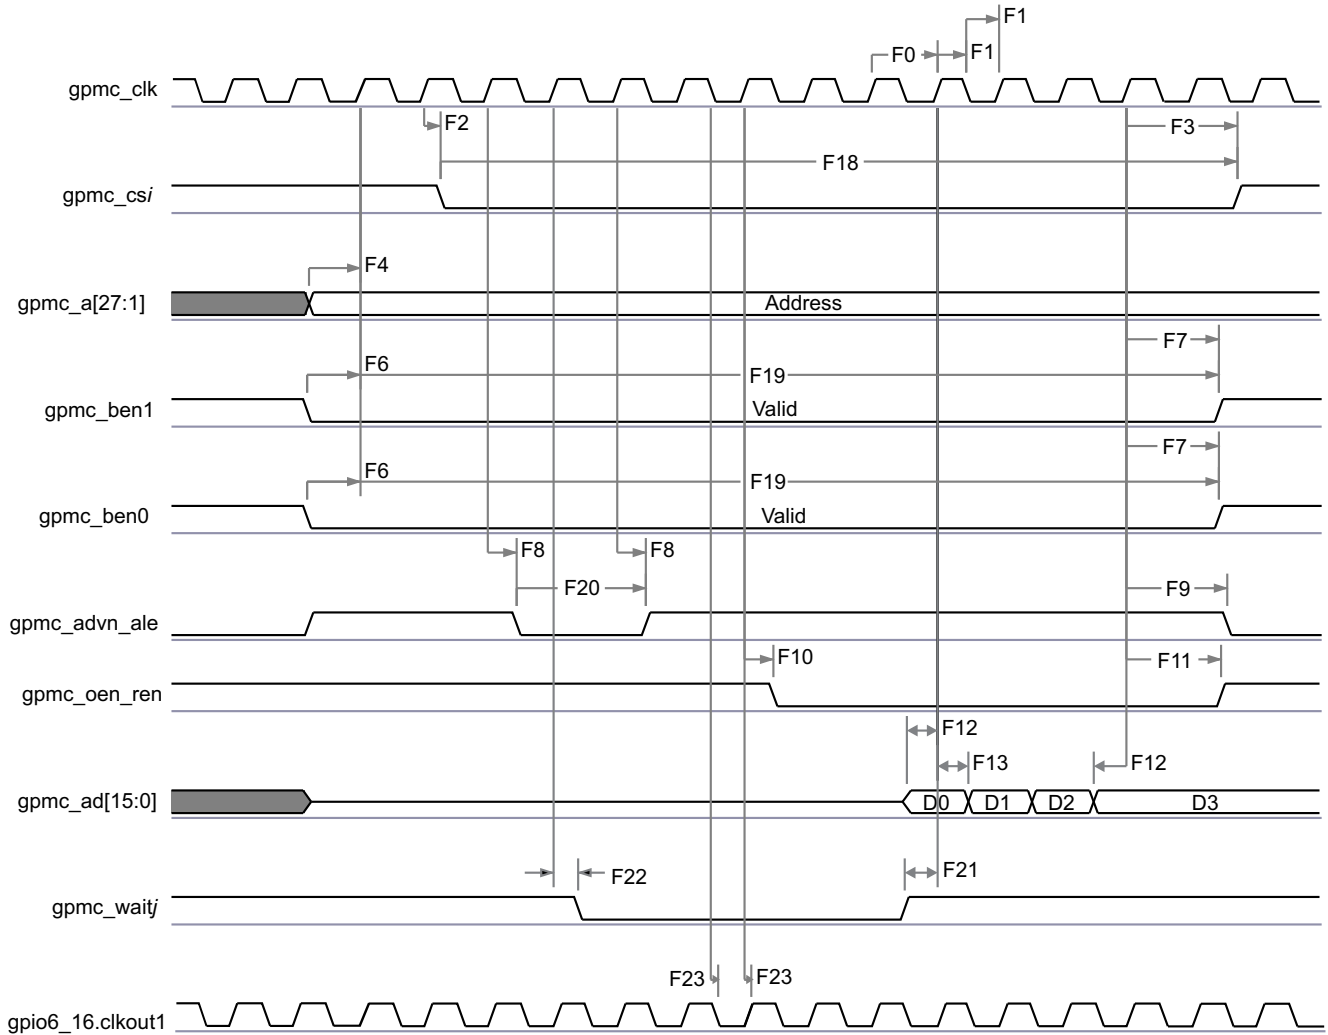 F1
F0 F1
gpmc_clk
F2 F3
F18
gpmc_csi
F4
gpmc_a[27:1] Address
F7
F6 F19
gpmc_ben1 Valid
F7
F6 F19
gpmc_ben0 Valid
F8 F8
F20 F9
gpmc_advn_ale
F10 F11
gpmc_oen_ren
F12
F13 F12
gpmc_ad[15:0] D0 D1 D2 D3
F22 F21
gpmc_waitj
F23 F23
gpio6_16.clkout1